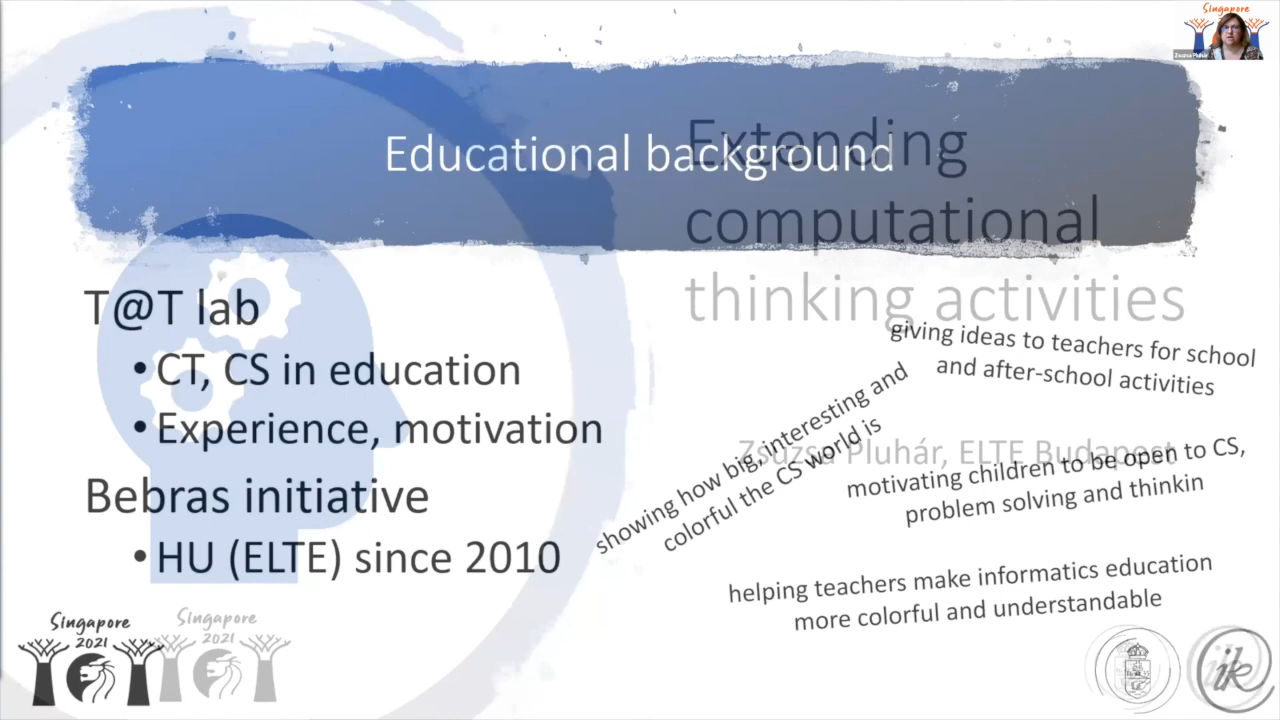 Singapore
Zsuzsa Pluhár
Educational background
Extending
computational
thinking activities
Zsuzsa Pluhár, ELTE Budapest
T@T lab
•CT, CS in education
•Experience, motivation
Bebras initiative
•HU (ELTE) since 2010
giving ideas to teachers for school
and after-school activities
showing how big, interesting and
colorful the CS world is
motivating children to be open to CS,
problem solving and thinkin
helping teachers make informatics education
more colorful and understandable
Singapore
2021
Singapore
2021
ik